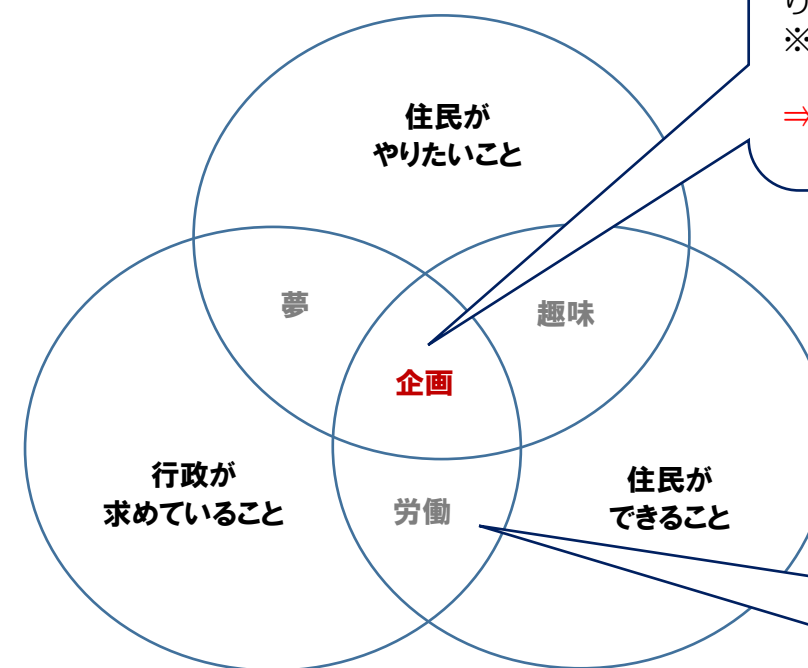 り
※
⇒
住民が
やりたいこと
夢
趣味
企画
行政が
求めていること
労働
住民が
できること